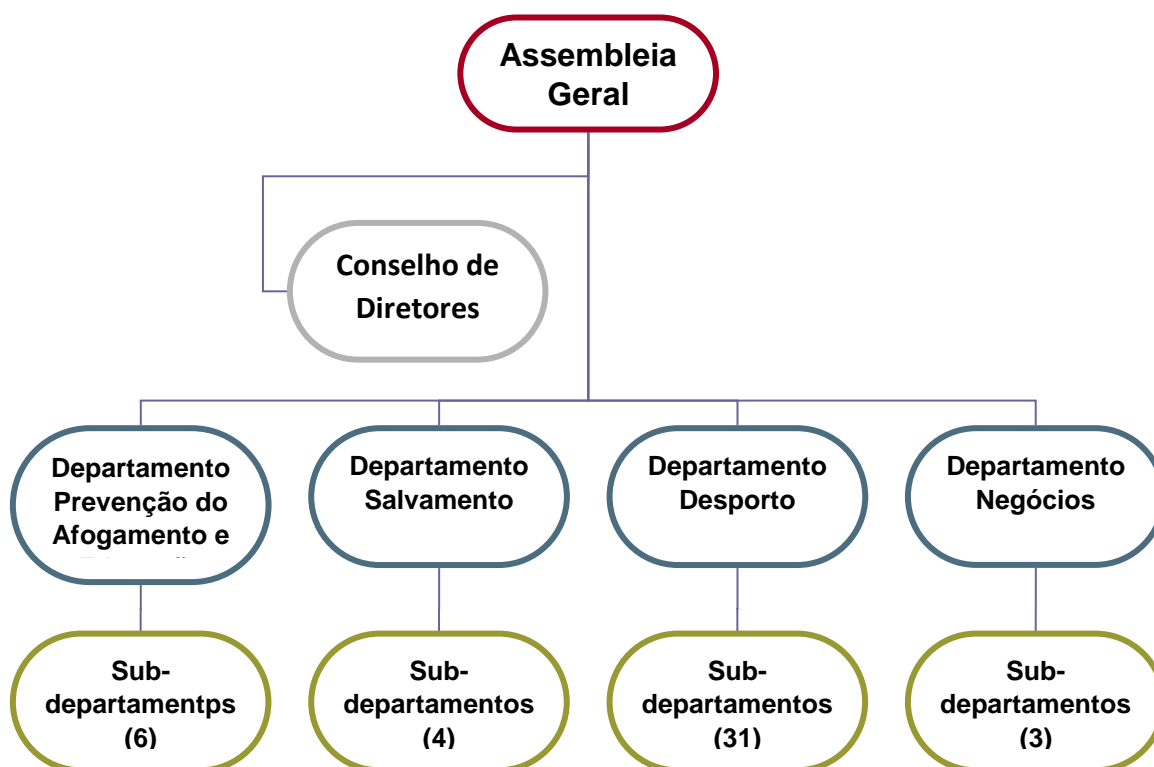 Assembleia
Geral
Conselho de
Diretores
Departamento
Prevenção do
Afogamento e
Departamento
Salvamento
Departamento
Desporto
Departamento
Negócios
Sub-
departamentps
(6)
Sub-
departamentos
(4)
Sub-
departamentos
(31)
Sub-
departamentos
(3)